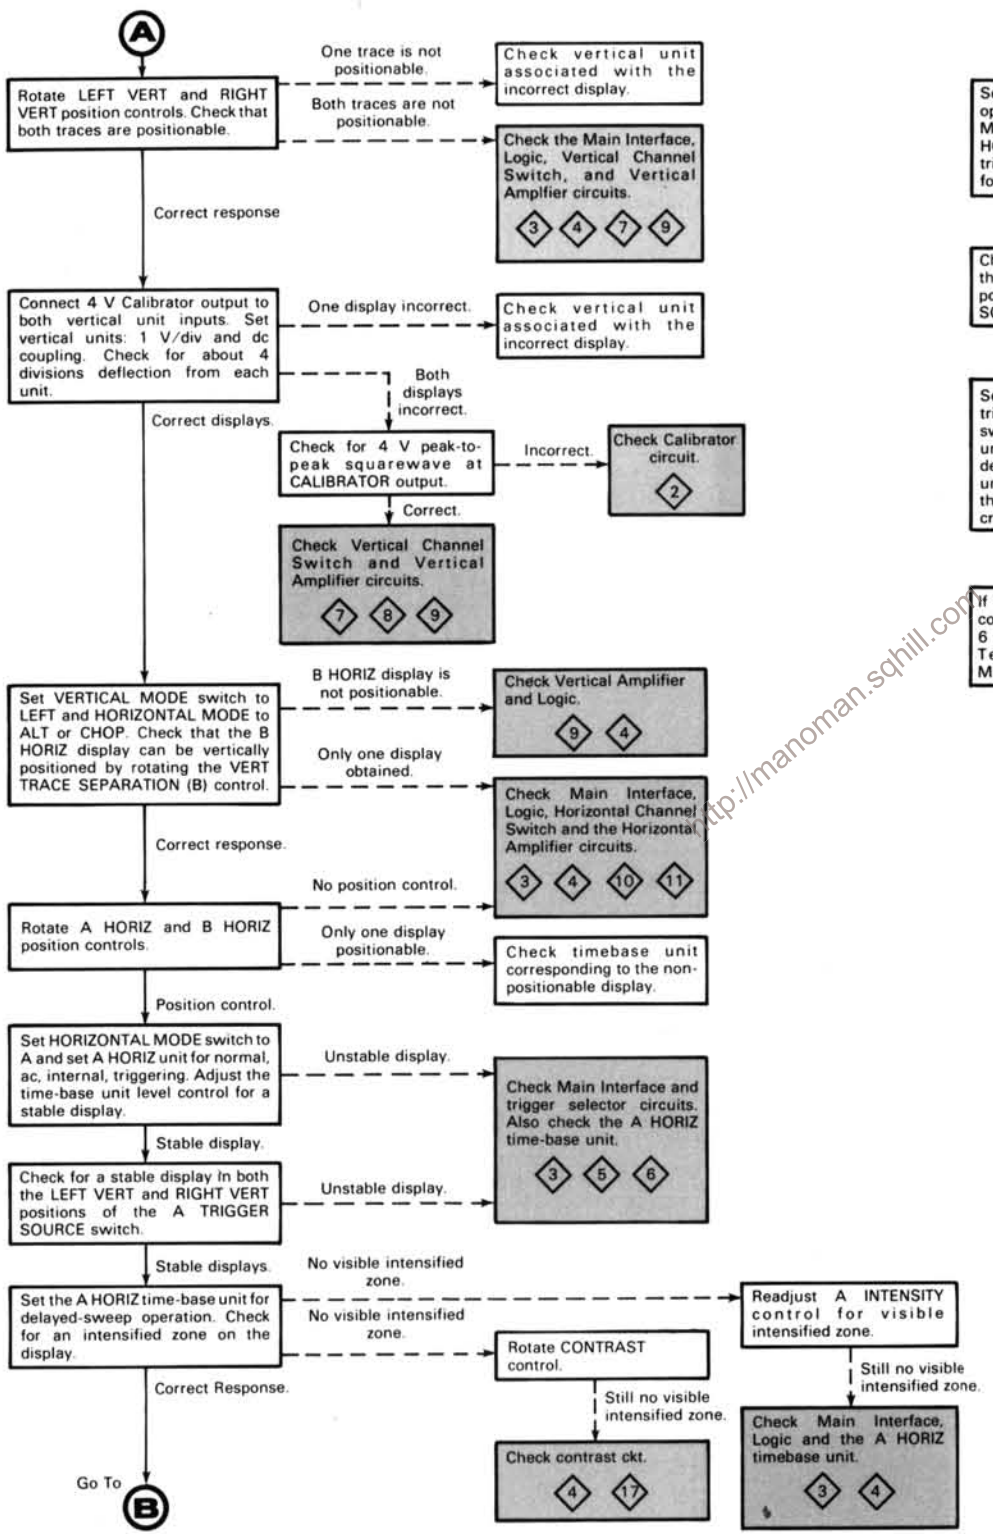 A
Rotate LEFT VERT and RIGHT
VERT position controls. Check that
both traces are positionable.
One trace is not
positionable.
Check vertical unit
associated with the
incorrect display.
Both traces are not
positionable.
Check the Main Interface,
Logic, Vertical Channel
Switch, and Vertical
Amplfier circuits.
3 4 7 9
Correct response
Connect 4 V Calibrator output to
both vertical unit inputs. Set
vertical units: 1 V/div and dc
coupling. Check for about 4
divisions deflection from each
unit.
One display incorrect.
Check vertical unit
associated with the
incorrect display.
Both
displays
incorrect.
Correct displays.
Check for 4 V peak-to-
peak squarewave at
CALIBRATOR output.
Incorrect.
Check Calibrator
circuit.
2
Correct.
Check Vertical Channel
Switch and Vertical
Amplifier circuits.
7 8 9
Set VERTICAL MODE switch to
LEFT and HORIZONTAL MODE to
ALT or CHOP. Check that the B
HORIZ display can be vertically
positioned by rotating the VERT
TRACE SEPARATION (B) control.
B HORIZ display is
not positionable.
Check Vertical Amplifier
and Logic.
9 4
Only one display
obtained.
Check Main Interface,
Logic, Horizontal Channel
Switch and the Horizontal
Amplifier circuits.
3 4 10 11
Correct response.
No position control.
Rotate A HORIZ and B HORIZ
position controls.
Only one display
positionable.
Check timebase unit
corresponding to the non-
positionable display.
Position control.
Set HORIZONTAL MODE switch to
A and set A HORIZ unit for normal,
ac, internal, triggering. Adjust the
time-base unit level control for a
stable display.
Unstable display.
Check Main Interface and
trigger selector circuits.
Also check the A HORIZ
time-base unit.
3 5 6
Stable display.
Check for a stable display in both
the LEFT VERT and RIGHT VERT
positions of the A TRIGGER
SOURCE switch.
Unstable display.
Stable displays.
Set the A HORIZ time-base unit for
delayed-sweep operation. Check
for an intensified zone on the
display.
No visible intensified
zone.
Readjust A INTENSITY
control for visible
intensified zone.
No visible intensified
zone.
Rotate CONTRAST
control.
Still no visible
intensified zone.
Still no visible
intensified zone.
Check contrast ckt.
4 17
Check Main Interface,
Logic and the A HORIZ
timebase unit.
3 4
Correct Response.
Go To
B
If
6
http://manoman.sqhill.com